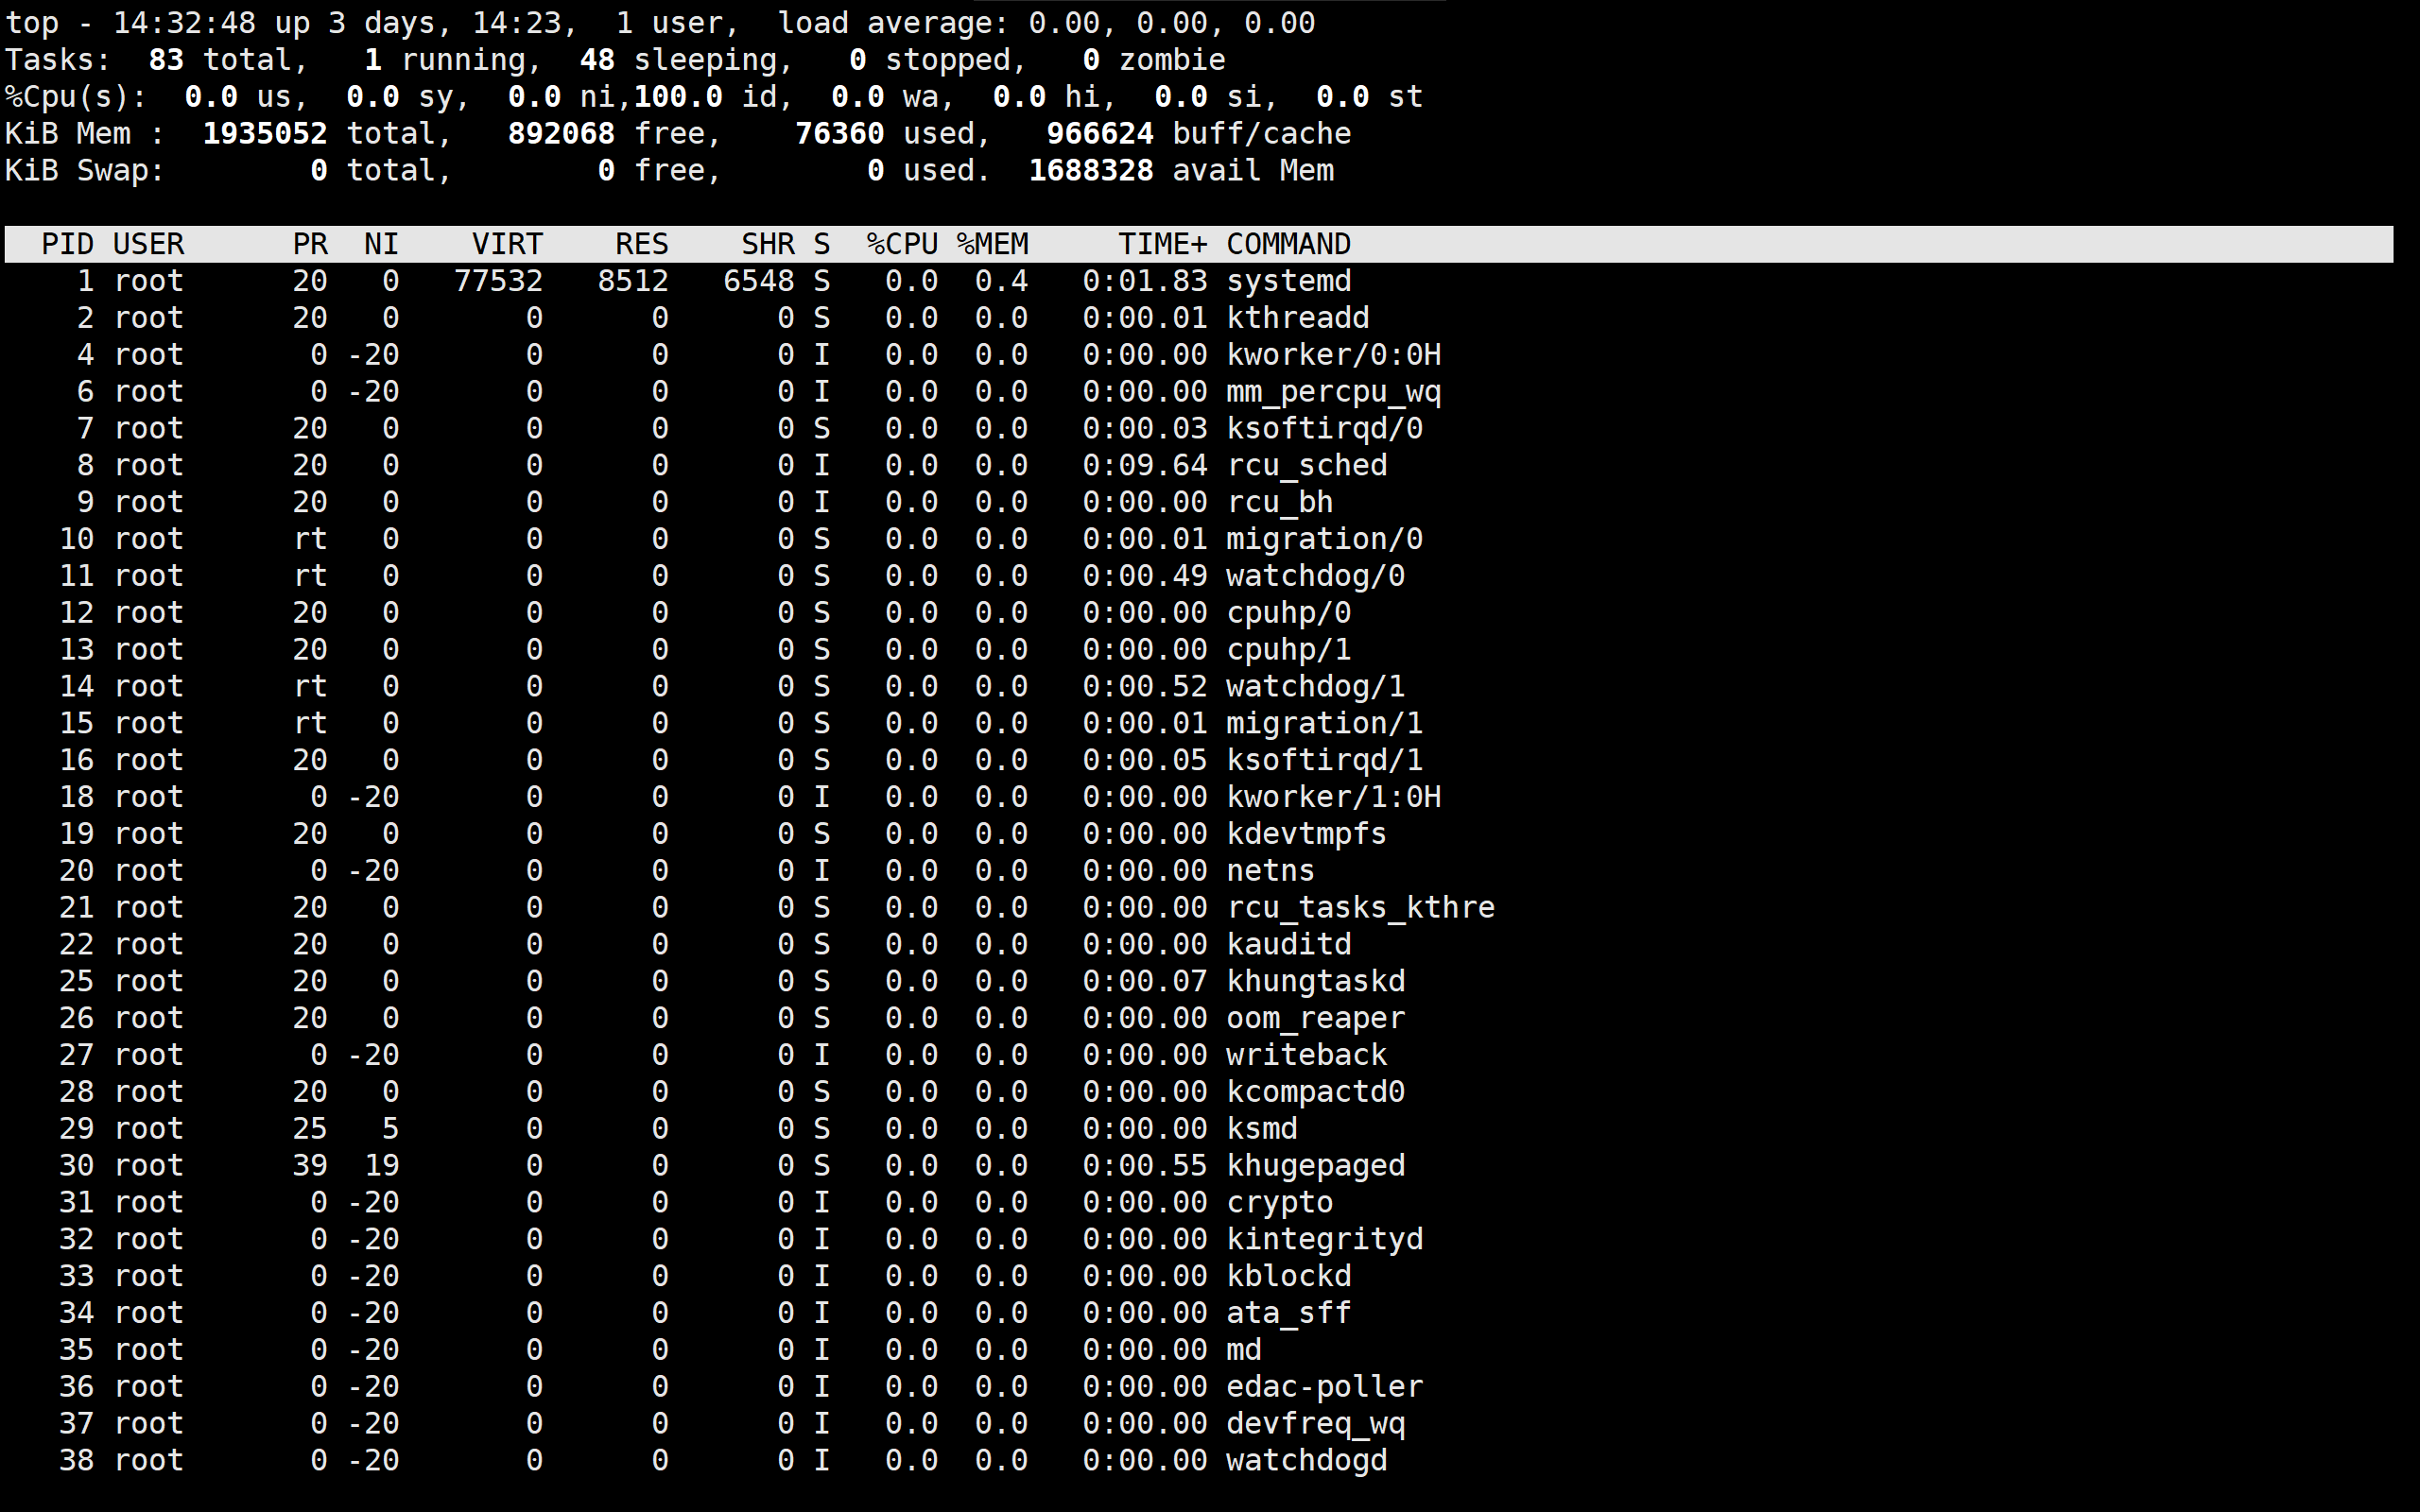 top - 14:32:48 up 3 days, 14:23,  1 user,  load average: 0.00, 0.00, 0.00
Tasks:  83 total,   1 running,  48 sleeping,   0 stopped,   0 zombie
%Cpu(s):  0.0 us,  0.0 sy,  0.0 ni,100.0 id,  0.0 wa,  0.0 hi,  0.0 si,  0.0 st
KiB Mem :  1935052 total,   892068 free,    76360 used,   966624 buff/cache
KiB Swap:        0 total,        0 free,        0 used.  1688328 avail Mem
  PID USER      PR  NI    VIRT    RES    SHR S  %CPU %MEM     TIME+ COMMAND
    1 root      20   0   77532   8512   6548 S   0.0  0.4   0:01.83 systemd
    2 root      20   0       0      0      0 S   0.0  0.0   0:00.01 kthreadd
    4 root       0 -20       0      0      0 I   0.0  0.0   0:00.00 kworker/0:0H
    6 root       0 -20       0      0      0 I   0.0  0.0   0:00.00 mm_percpu_wq
    7 root      20   0       0      0      0 S   0.0  0.0   0:00.03 ksoftirqd/0
    8 root      20   0       0      0      0 I   0.0  0.0   0:09.64 rcu_sched
    9 root      20   0       0      0      0 I   0.0  0.0   0:00.00 rcu_bh
   10 root      rt   0       0      0      0 S   0.0  0.0   0:00.01 migration/0
   11 root      rt   0       0      0      0 S   0.0  0.0   0:00.49 watchdog/0
   12 root      20   0       0      0      0 S   0.0  0.0   0:00.00 cpuhp/0
   13 root      20   0       0      0      0 S   0.0  0.0   0:00.00 cpuhp/1
   14 root      rt   0       0      0      0 S   0.0  0.0   0:00.52 watchdog/1
   15 root      rt   0       0      0      0 S   0.0  0.0   0:00.01 migration/1
   16 root      20   0       0      0      0 S   0.0  0.0   0:00.05 ksoftirqd/1
   18 root       0 -20       0      0      0 I   0.0  0.0   0:00.00 kworker/1:0H
   19 root      20   0       0      0      0 S   0.0  0.0   0:00.00 kdevtmpfs
   20 root       0 -20       0      0      0 I   0.0  0.0   0:00.00 netns
   21 root      20   0       0      0      0 S   0.0  0.0   0:00.00 rcu_tasks_kthre
   22 root      20   0       0      0      0 S   0.0  0.0   0:00.00 kauditd
   25 root      20   0       0      0      0 S   0.0  0.0   0:00.07 khungtaskd
   26 root      20   0       0      0      0 S   0.0  0.0   0:00.00 oom_reaper
   27 root       0 -20       0      0      0 I   0.0  0.0   0:00.00 writeback
   28 root      20   0       0      0      0 S   0.0  0.0   0:00.00 kcompactd0
   29 root      25   5       0      0      0 S   0.0  0.0   0:00.00 ksmd
   30 root      39  19       0      0      0 S   0.0  0.0   0:00.55 khugepaged
   31 root       0 -20       0      0      0 I   0.0  0.0   0:00.00 crypto
   32 root       0 -20       0      0      0 I   0.0  0.0   0:00.00 kintegrityd
   33 root       0 -20       0      0      0 I   0.0  0.0   0:00.00 kblockd
   34 root       0 -20       0      0      0 I   0.0  0.0   0:00.00 ata_sff
   35 root       0 -20       0      0      0 I   0.0  0.0   0:00.00 md
   36 root       0 -20       0      0      0 I   0.0  0.0   0:00.00 edac-poller
   37 root       0 -20       0      0      0 I   0.0  0.0   0:00.00 devfreq_wq
   38 root       0 -20       0      0      0 I   0.0  0.0   0:00.00 watchdogd